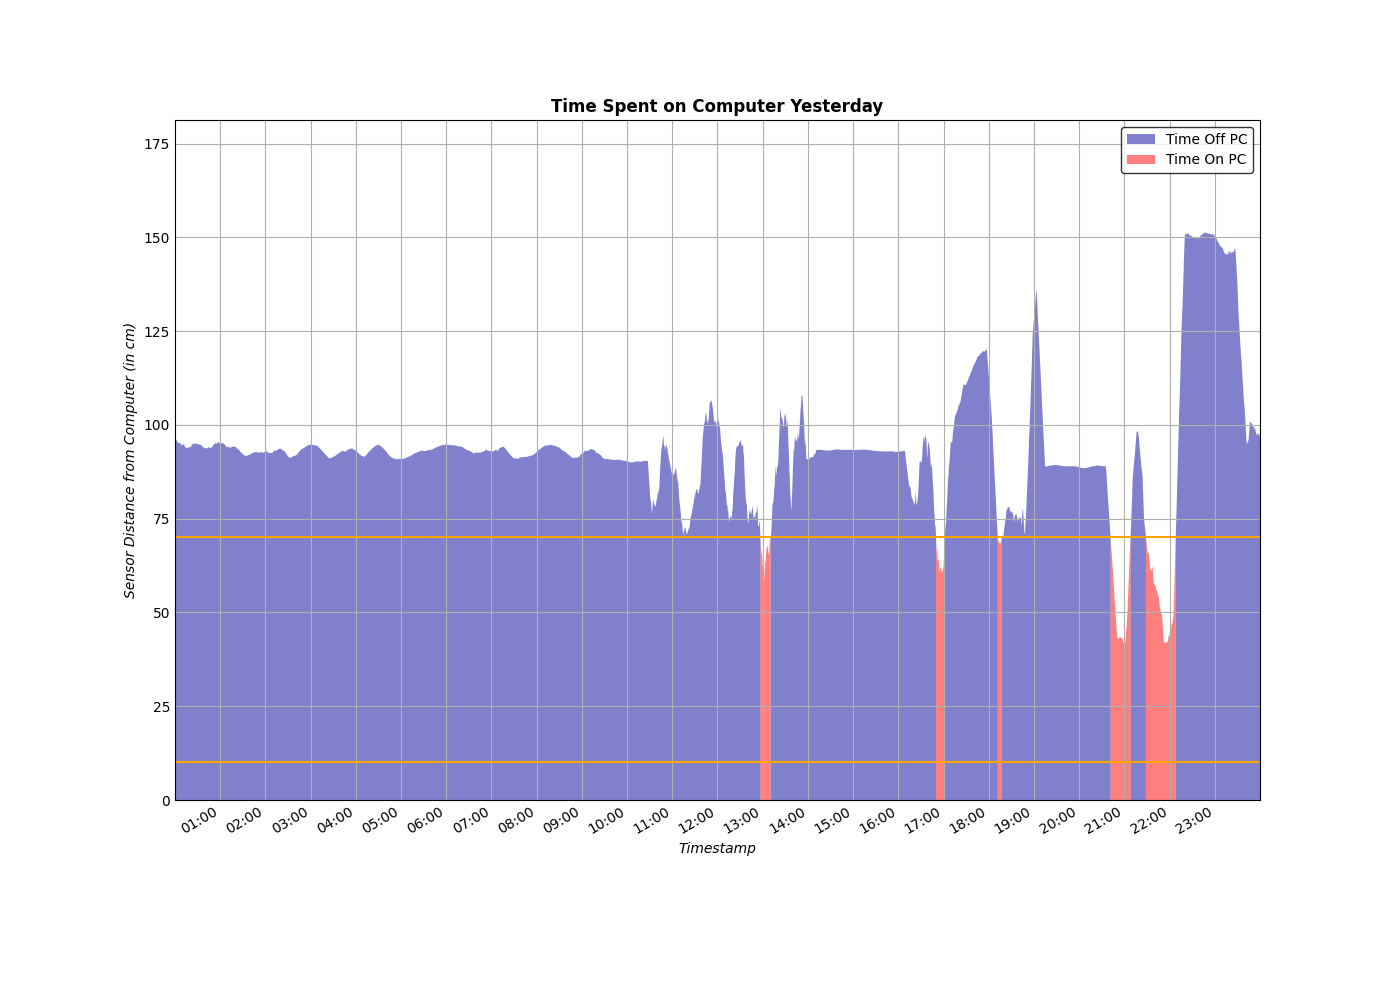 Time Spent on Computer Yesterday
Time Off PC
Time On PC
Sensor Distance from Computer (in cm)
175
150
125
100
75
50
25
0
01:00 02:00 03:00 04:00 05:00 06:00 07:00 08:00 09:00 10:00 11:00 12:00 13:00 14:00 15:00 16:00 17:00 18:00 19:00 20:00 21:00 22:00 23:00
Timestamp